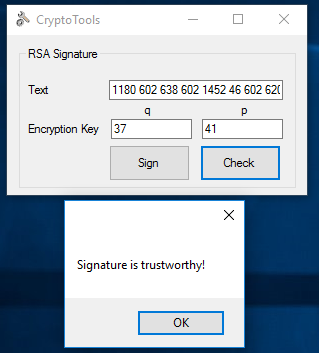 CryptoTools
RSA Signature
Text 1180 602 638 602 1452 46 602 620
q p
Encryption Key 37 41
Sign Check
Signature is trustworthy!
OK